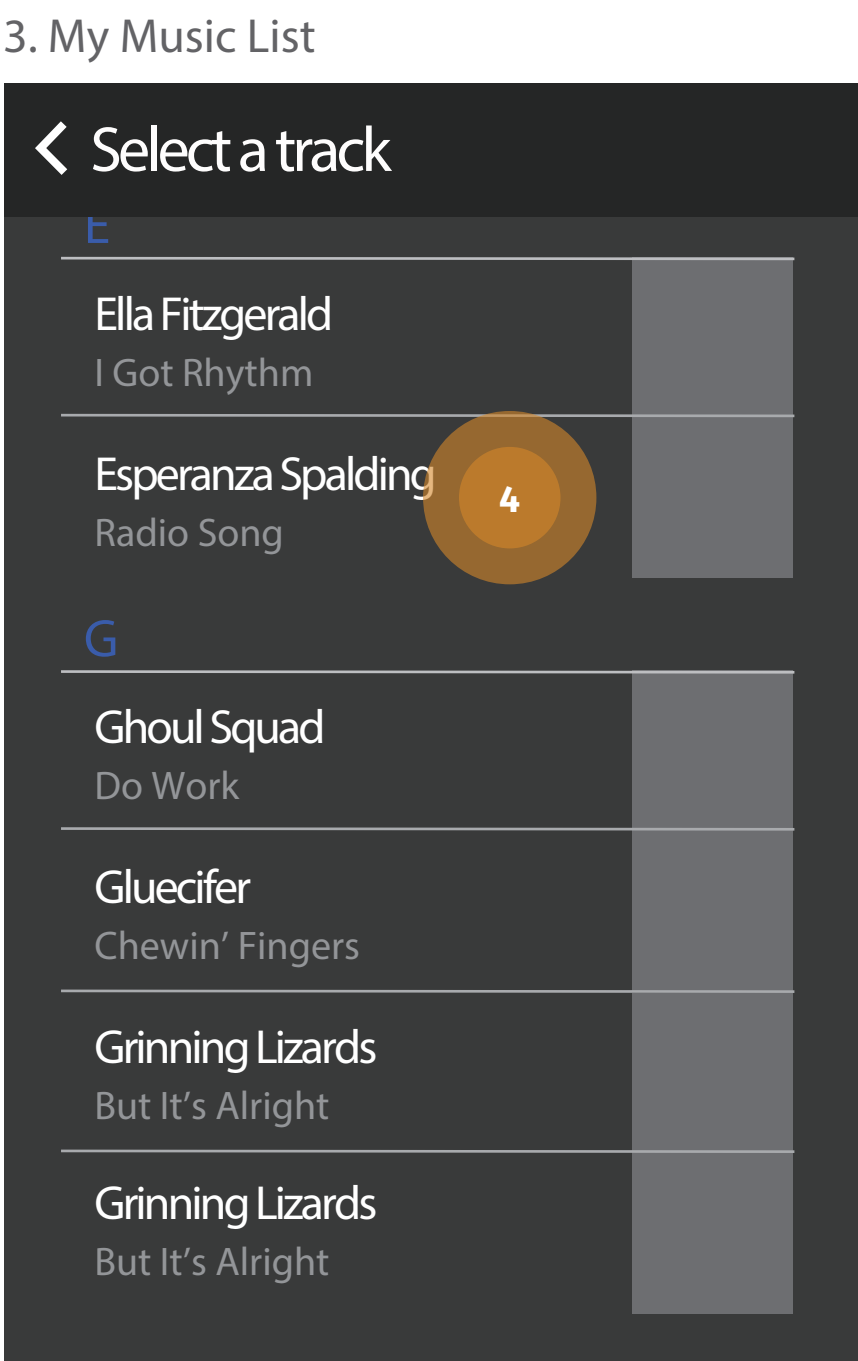 3. My Music List
Select a track
E
Ella Fitzgerald
I Got Rhythm
Esperanza Spalding
4
Radio Song
G
Ghoul Squad
Do Work
Gluecifer
Chewin’ Fingers
Grinning Lizards
But It’s Alright
Grinning Lizards
But It’s Alright